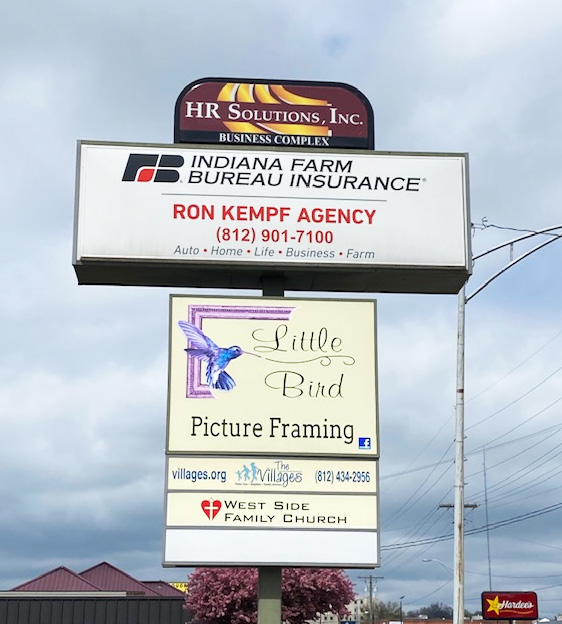 HR Solutions, Inc.
BUSINESS COMPLEX
INDIANA FARM
BUREAU INSURANCE®
RON KEMPF AGENCY
(812) 901-7100
Auto • Home • Life • Business • Farm
Little
Bird
Picture Framing
f
villages.org The Villages (812) 434-2956
WEST SIDE
FAMILY CHURCH
Hardee's